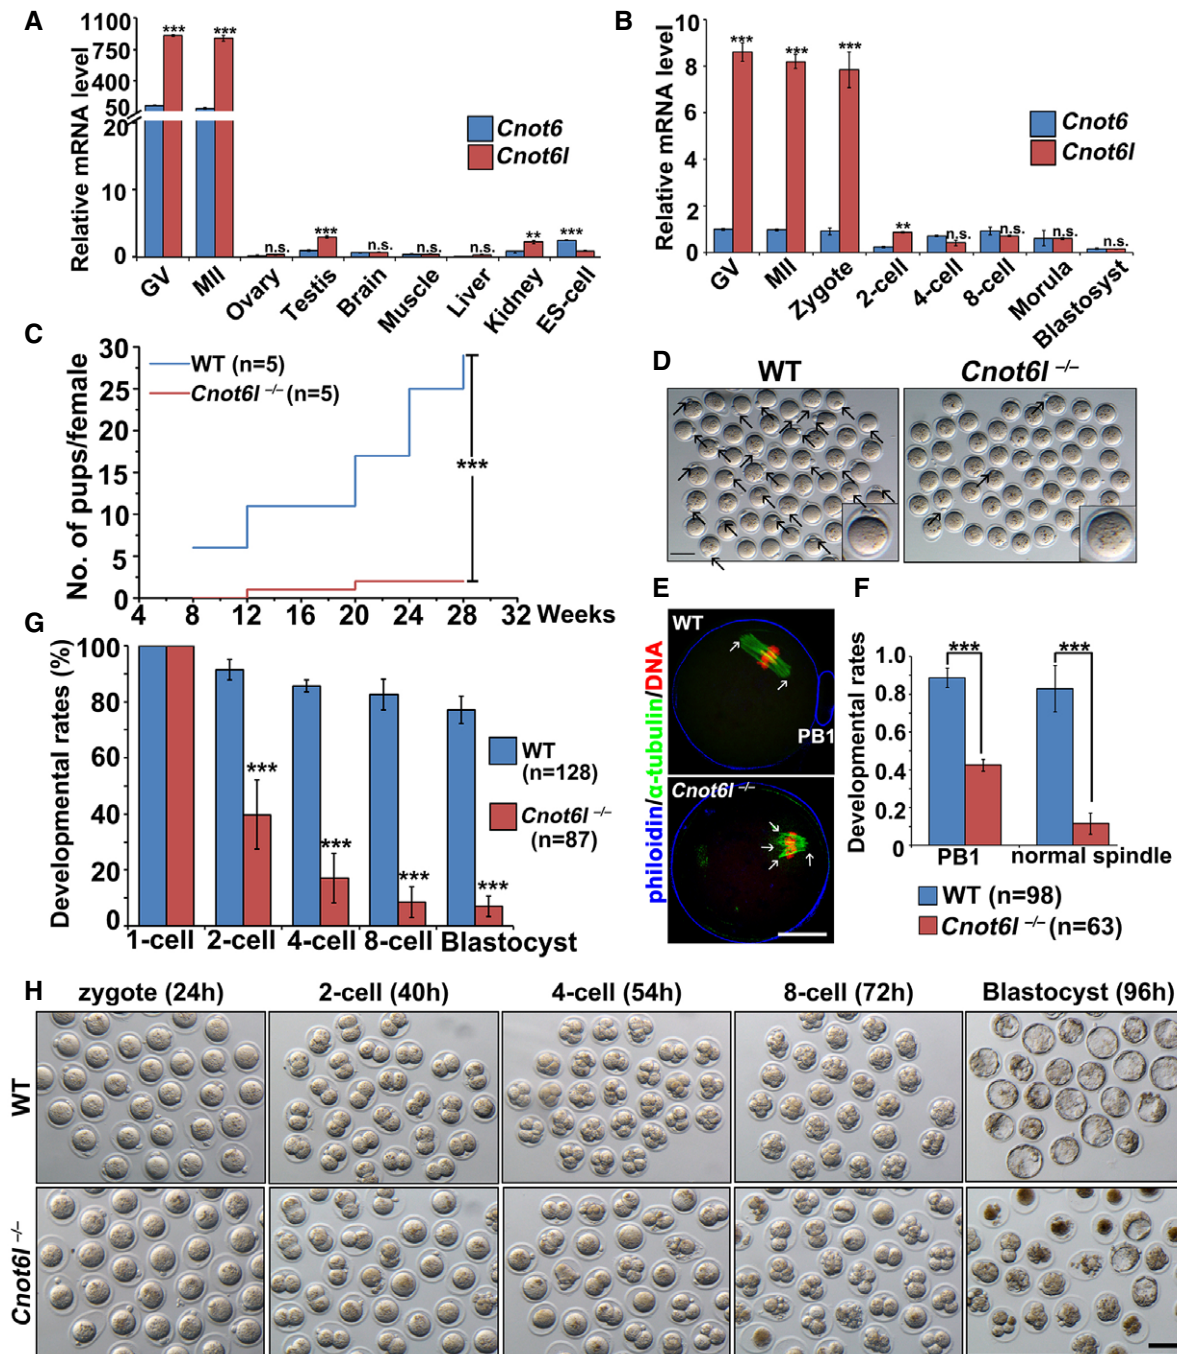 A
Relative mRNA level
1100
750
400
50
20
10
0
***
***
n.s.
***
n.s.
n.s.
n.s.
**
***
Cnot6
Cnot6l
GV
MII
Ovary
Testis
Brain
Muscle
Liver
Kidney
ES-cell
B
Relative mRNA level
10
8
6
4
2
0
***
***
***
**
n.s.
n.s.
n.s.
n.s.
Cnot6
Cnot6l
GV
MII
Zygote
2-cell
4-cell
8-cell
Morula
Blastosyst
C
No. of pups/female
30
25
20
15
10
5
0
WT (n=5)
Cnot6l –/– (n=5)
***
4 8 12 16 20 24 28 32 Weeks
D
WT Cnot6l –/–
E
philoidin/α-tubulin/DNA
WT
PB1
Cnot6l –/–
F
Developmental rates
1.0
0.8
0.6
0.4
0.2
0
*** ***
PB1 normal spindle
WT (n=98)
Cnot6l –/– (n=63)
G
Developmental rates (%)
100
80
60
40
20
0
***
***
***
***
WT
(n=128)
Cnot6l –/–
(n=87)
1-cell 2-cell 4-cell 8-cell Blastocyst
H
zygote (24h) 2-cell (40h) 4-cell (54h) 8-cell (72h) Blastocyst (96h)
WT
Cnot6l –/–